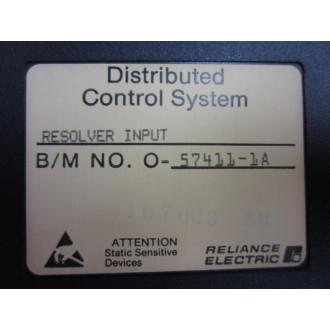 Distributed
Control System
RESOLVER INPUT
B/M NO. O- 57411-1A
ATTENTION
Static Sensitive
Devices
RELIANCE
ELECTRIC